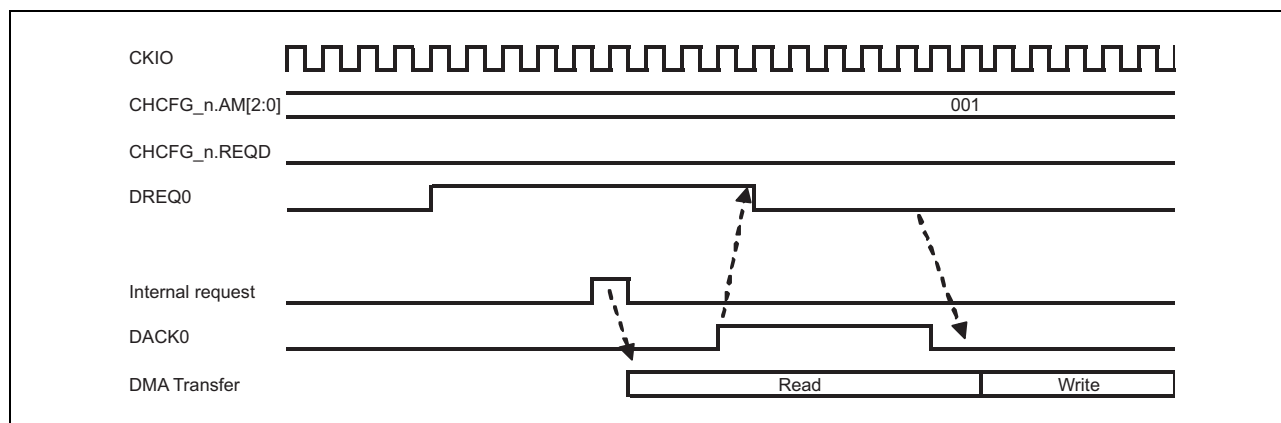 CKIO
CHCFG_n.AM[2:0] 001
CHCFG_n.REQD
DREQ0
Internal request
DACK0
DMA Transfer Read Write